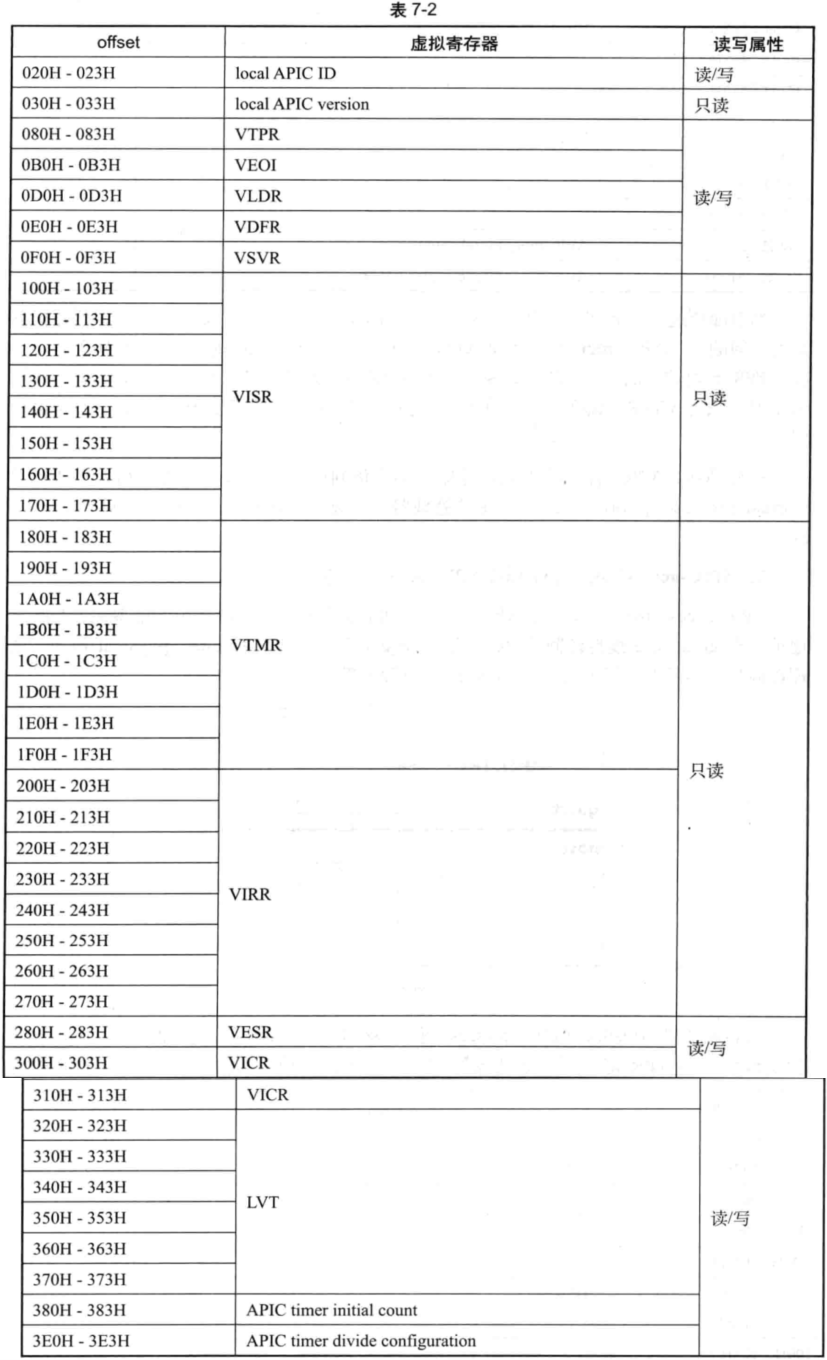 表 7-2
offset 虚拟寄存器 读写属性
020H - 023H local APIC ID 读/写
030H - 033H local APIC version 只读
080H - 083H VTPR
0B0H - 0B3H VEOI
0D0H - 0D3H VLDR 读/写
0E0H - 0E3H VDFR
0F0H - 0F3H VSVR
100H - 103H
110H - 113H
120H - 123H
130H - 133H
VISR 只读
140H - 143H
150H - 153H
160H - 163H
170H - 173H
180H - 183H
190H - 193H
1A0H - 1A3H
1B0H - 1B3H
VTMR
1C0H - 1C3H
1D0H - 1D3H
1E0H - 1E3H
1F0H - 1F3H
只读
200H - 203H
210H - 213H
220H - 223H
230H - 233H
VIRR
240H - 243H
250H - 253H
260H - 263H
270H - 273H
280H - 283H VESR
读/写
300H - 303H VICR
310H - 313H VICR
320H - 323H
330H - 333H
340H - 343H
LVT
350H - 353H 读/写
360H - 363H
370H - 373H
380H - 383H APIC timer initial count
3E0H - 3E3H APIC timer divide configuration